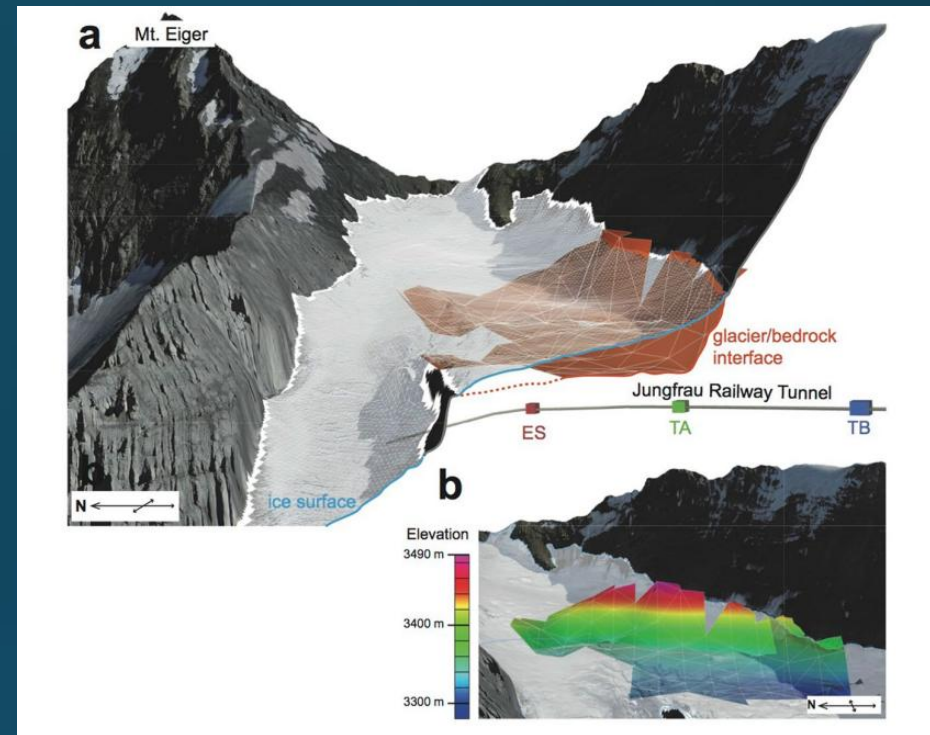 a
Mt. Eiger
glacier/bedrock
interface
Jungfrau Railway Tunnel
ES
TA
TB
ice surface
N
b
Elevation
3490 m
3400 m
3300 m
N